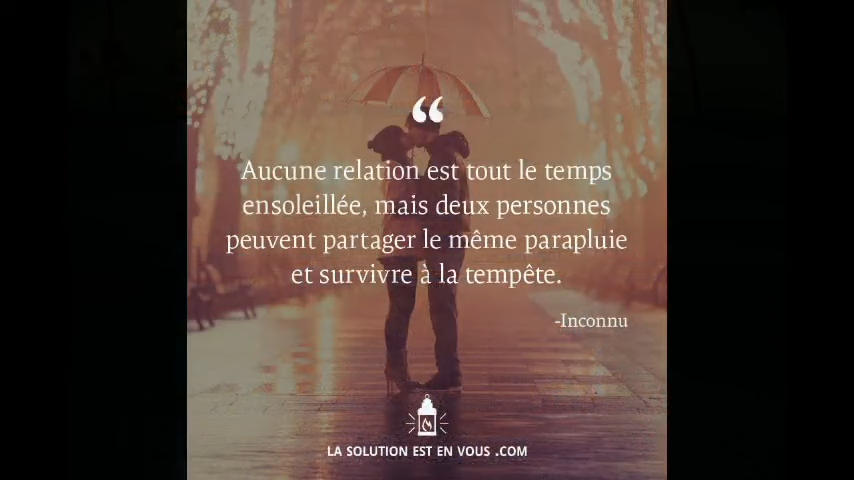 “
Aucune relation est tout le temps
ensoleillée, mais deux personnes
peuvent partager le même parapluie
et survivre à la tempête.
-Inconnu
LA SOLUTION EST EN VOUS .COM